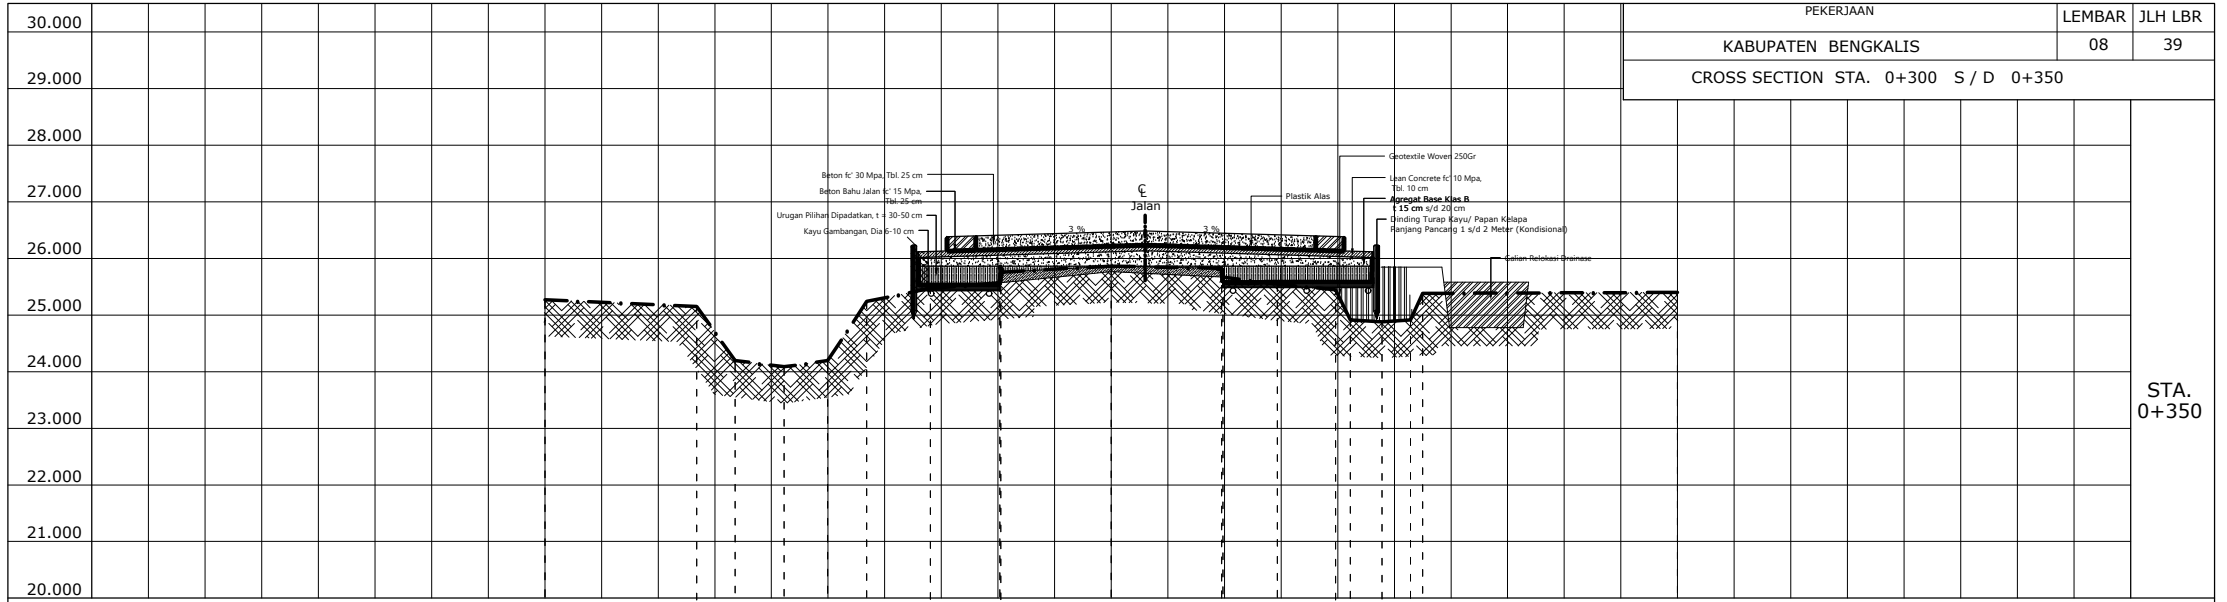 PEKERJAAN
LEMBAR
JLH LBR
KABUPATEN BENGKALIS
08
39
CROSS SECTION STA. 0+300 S / D 0+350
30.000
29.000
28.000
27.000
26.000
25.000
24.000
23.000
22.000
21.000
20.000
Beton fc' 30 Mpa, Tbl. 25 cm
Beton Bahu Jalan fc' 15 Mpa,
Tbl. 25 cm
Urugan Pilihan Dipadatkan, t = 30-50 cm
Kayu Gambangan, Dia 6-10 cm
CL
Jalan
3 %
3 %
Plastik Alas
Geotextile Woven 250Gr
Lean Concrete fc' 10 Mpa,
Tbl. 10 cm
Agregat Base Klas B
t 15 cm s/d 20 cm
Dinding Turap Kayu/ Papan Kelapa
Panjang Pancang 1 s/d 2 Meter (Kondisional)
Galian Relokasi Drainase
STA.
0+350